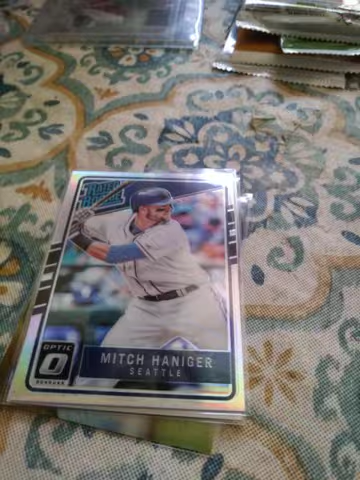 RATED
ROOKIE
OPTIC
DONRUSS
MITCH HANIGER
SEATTLE